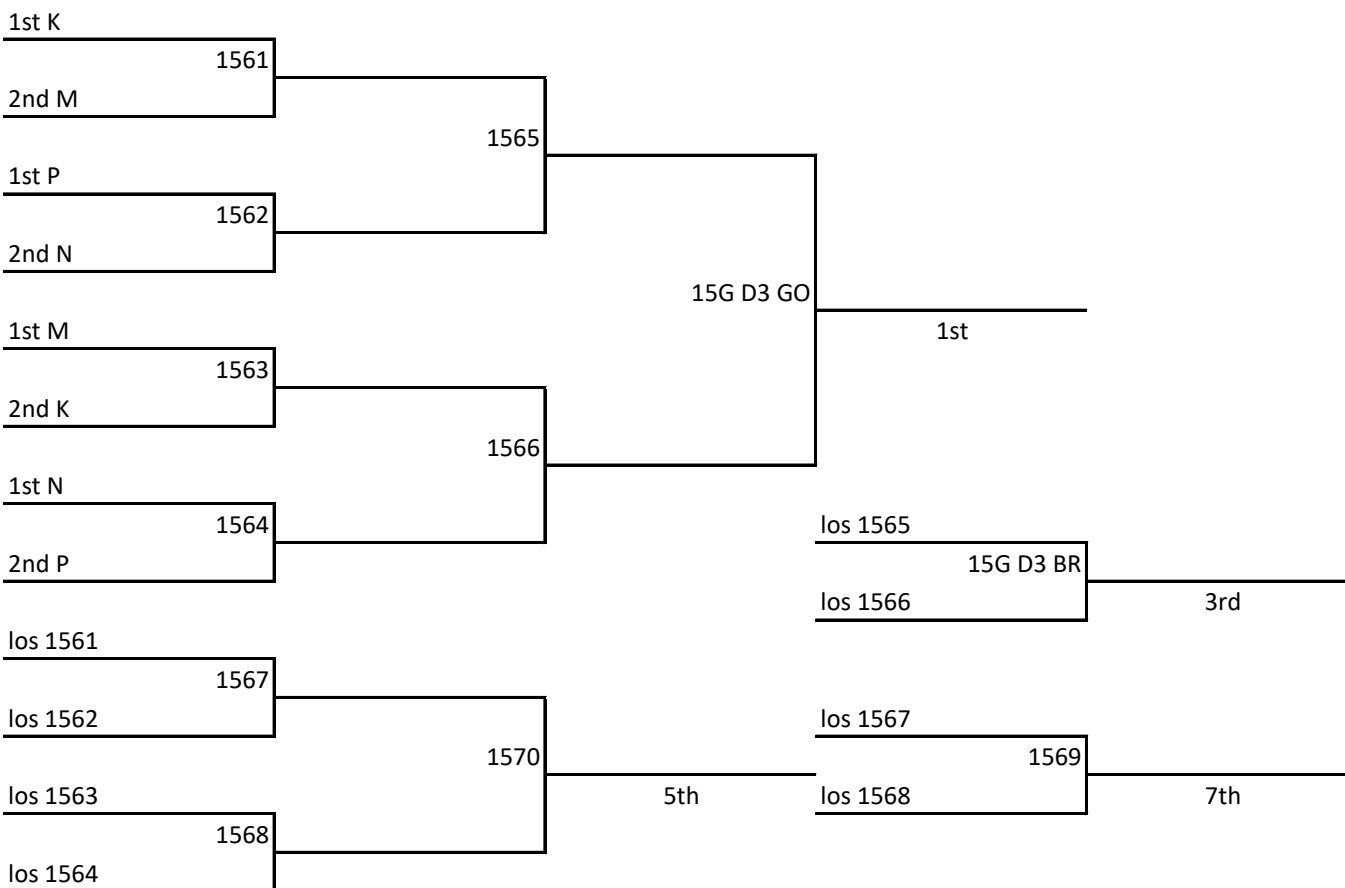 1st K
1561
2nd M
1565
1st P
1562
2nd N
15G D3 GO
1st M
1st
1563
2nd K
1566
1st N
1564
los 1565
2nd P
15G D3 BR
los 1566
3rd
los 1561
1567
los 1562
los 1567
1570
1569
los 1563
5th
los 1568
7th
1568
los 1564